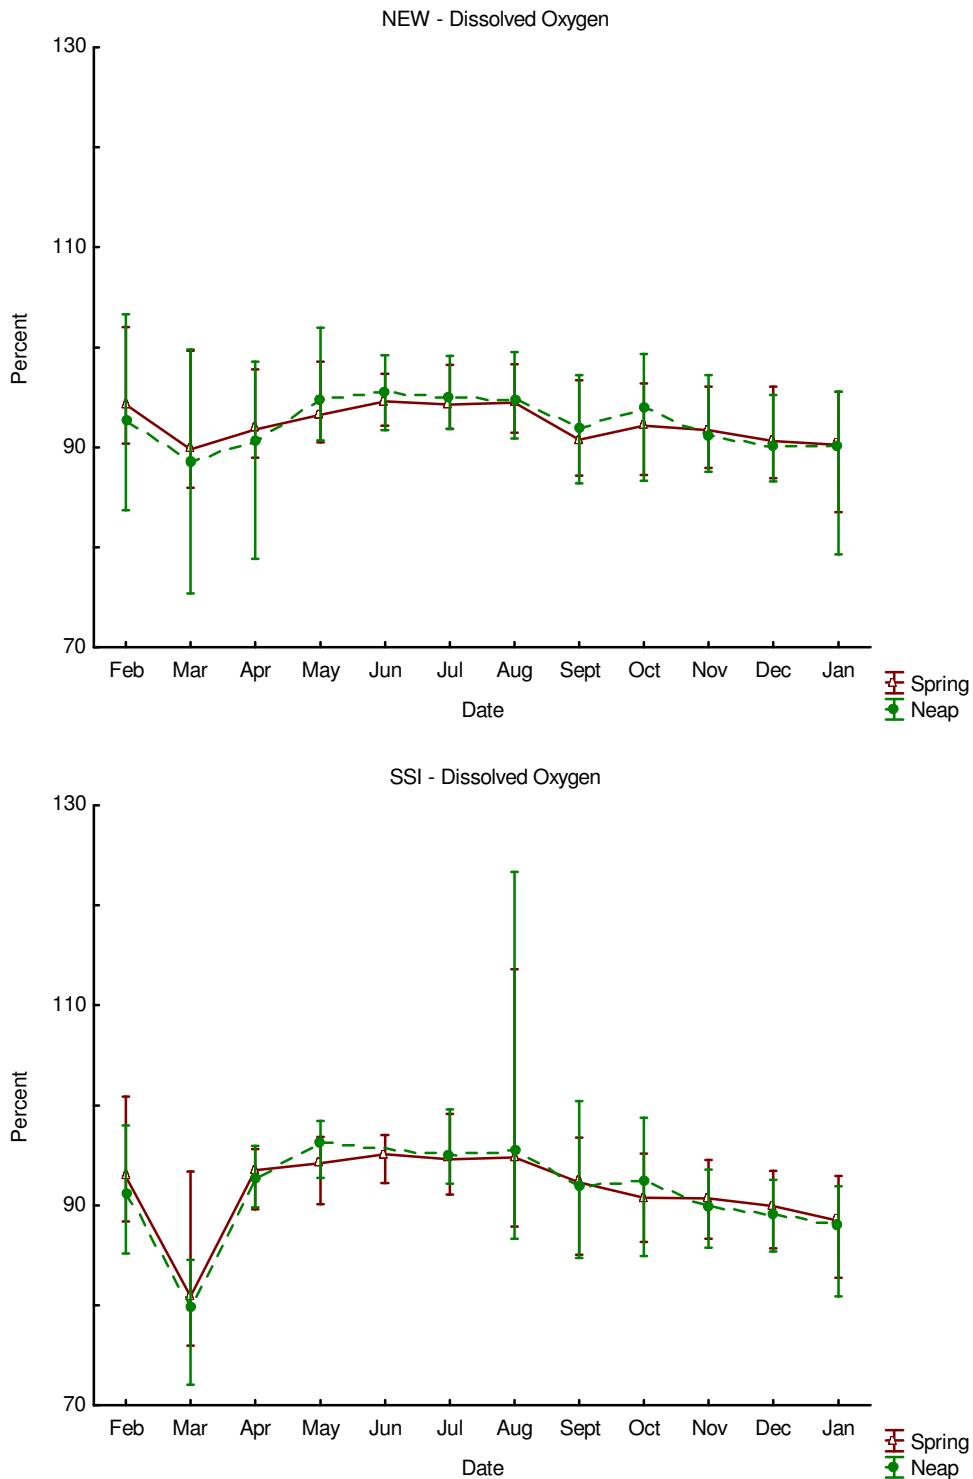 NEW - Dissolved Oxygen
130
110
90
70
Percent
Feb Mar Apr May Jun Jul Aug Sept Oct Nov Dec Jan
Date
Spring
Neap
SSI - Dissolved Oxygen
130
110
90
70
Percent
Feb Mar Apr May Jun Jul Aug Sept Oct Nov Dec Jan
Date
Spring
Neap